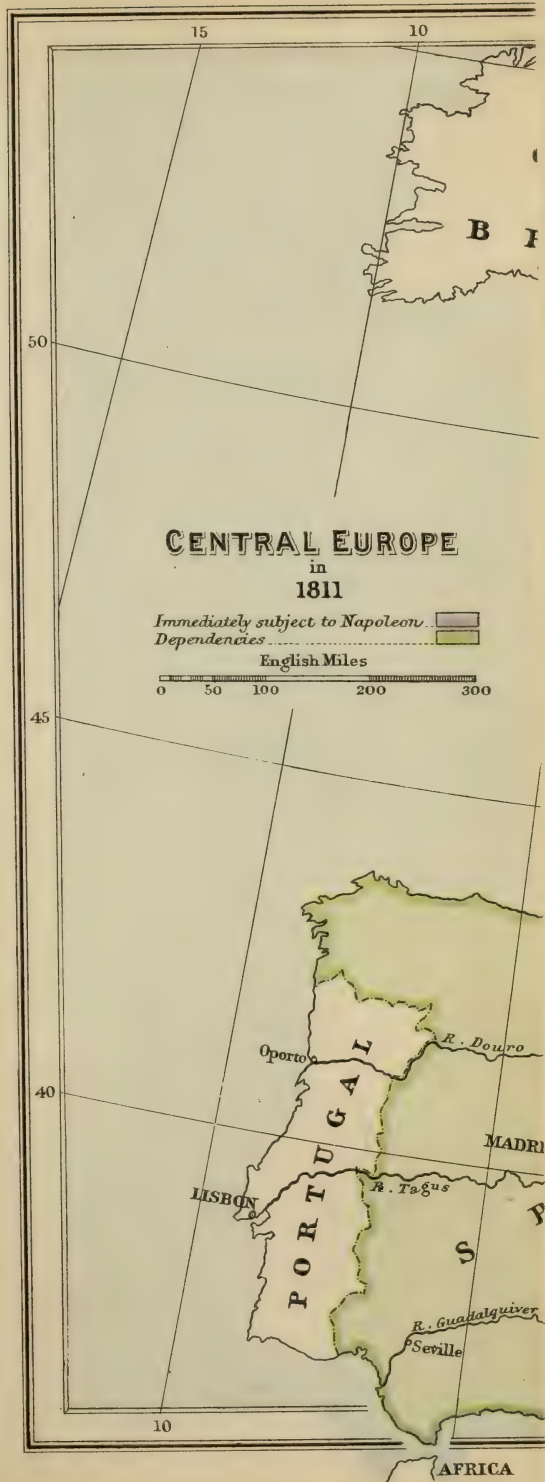 15 10
B
50
CENTRAL EUROPE
in
1811
Immediately subject to Napoleon
Dependencies
English Miles
0 50 100 200 300
45
R. Douro
Oporto
PORTUGAL
40
MADRI
R. Tagus
LISBON
S P
R. Guadalquiver
Seville
10
AFRICA